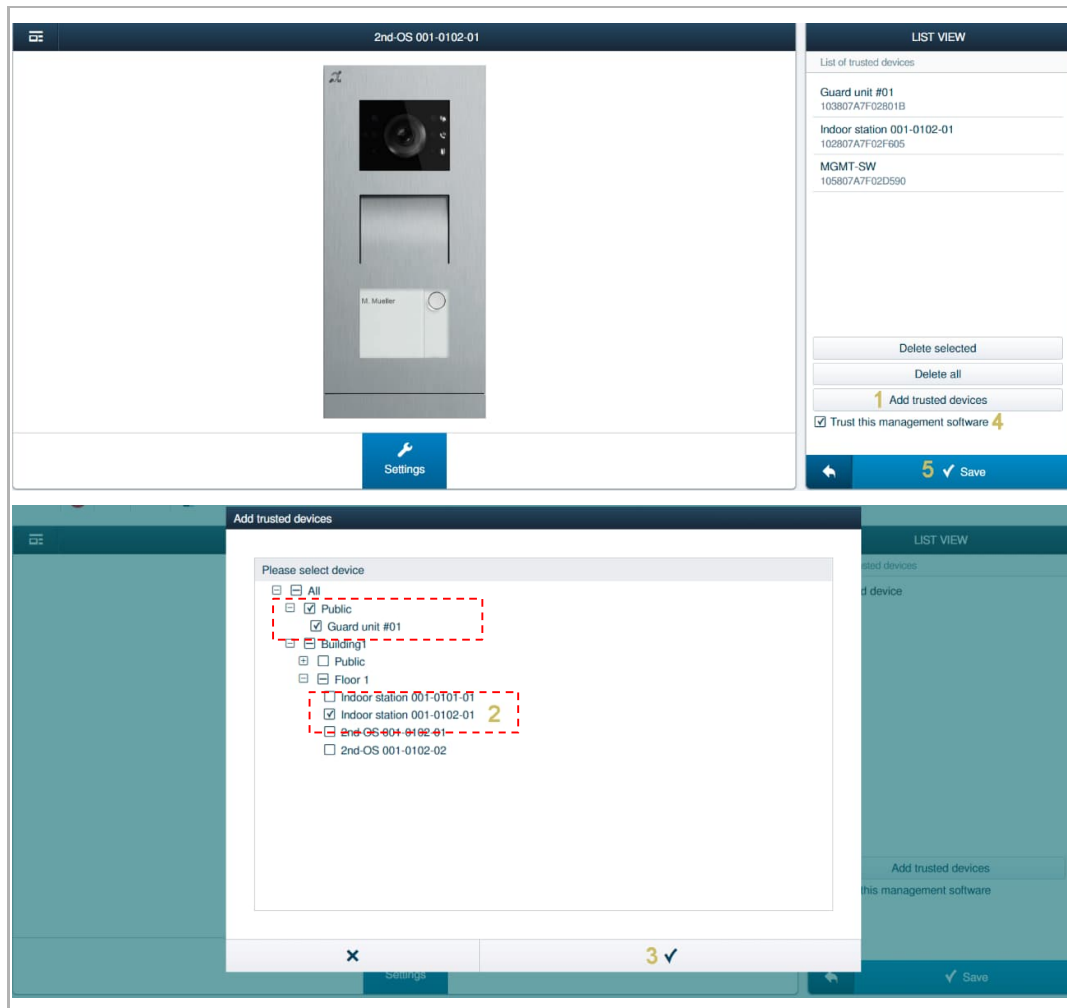 2nd-OS 001-0102-01
LIST VIEW
List of trusted devices
Guard unit #01
103807A7F02801B
Indoor station 001-0102-01
102807A7F02F605
MGMT-SW
105807A7F02D590
M. Mueller
Delete selected
Delete all
1 Add trusted devices
Trust this management software 4
Settings
5 Save
Add trusted devices
LIST VIEW
Please select device
sted devices
All
d device
Public
Guard unit #01
Building1
Public
Floor 1
Indoor station 001-0101-01
Indoor station 001-0102-01 2
2nd-OS 001-0102-01
2nd-OS 001-0102-02
Add trusted devices
this management software
3
Settings
Save